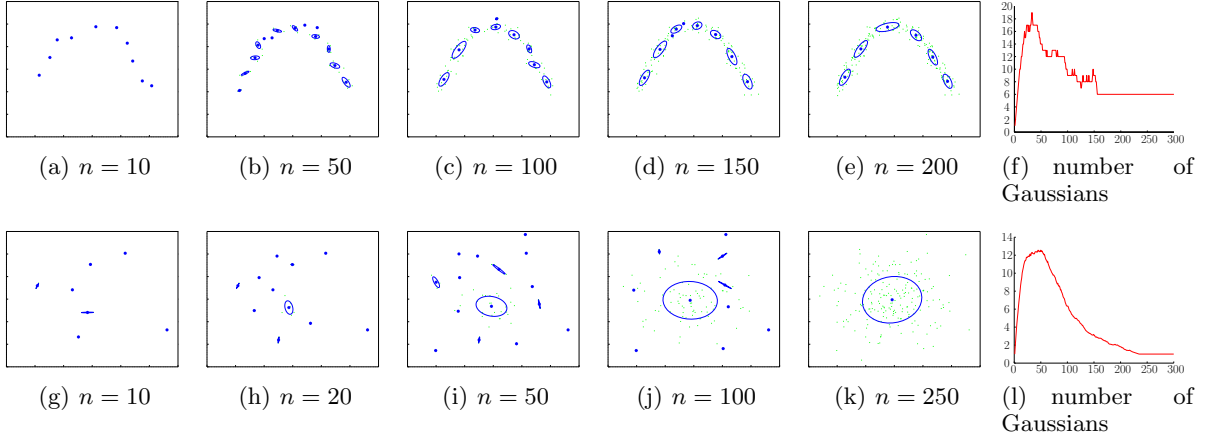 20
18
16
14
12
10
8
6
4
2
0
0 50 100 150 200 250 300
(a) n = 10
(b) n = 50
(c) n = 100
(d) n = 150
(e) n = 200
(f) number of
Gaussians
14
12
10
8
6
4
2
0
0 50 100 150 200 250 300
(g) n = 10
(h) n = 20
(i) n = 50
(j) n = 100
(k) n = 250
(l) number of
Gaussians